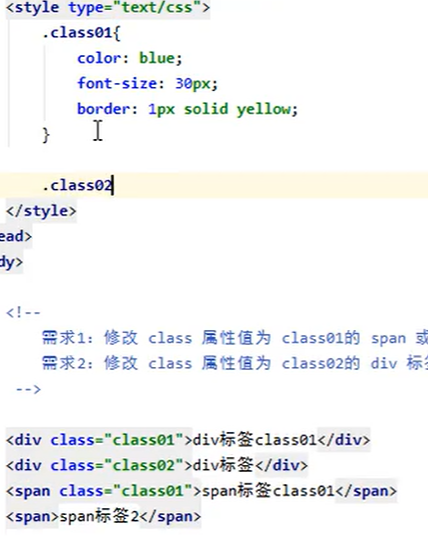 <style type="text/css">
.class01{
color: blue;
font-size: 30px;
border: 1px solid yellow;
}
.class02
</style>
ead>
dy>
<!--
需求1：修改 class 属性值为 class01的 span 或
需求2：修改 class 属性值为 class02的 div 标
-->
<div class="class01">div标签class01</div>
<div class="class02">div标签</div>
<span class="class01">span标签class01</span>
<span>span标签2</span>